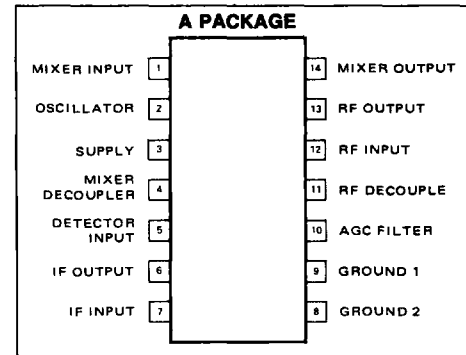 A PACKAGE
MIXER INPUT 1
OSCILLATOR 2
SUPPLY 3
MIXER
DECOUPLER 4
DETECTOR
INPUT 5
IF OUTPUT 6
IF INPUT 7
14 MIXER OUTPUT
13 RF OUTPUT
12 RF INPUT
11 RF DECOUPLE
10 AGC FILTER
9 GROUND 1
8 GROUND 2